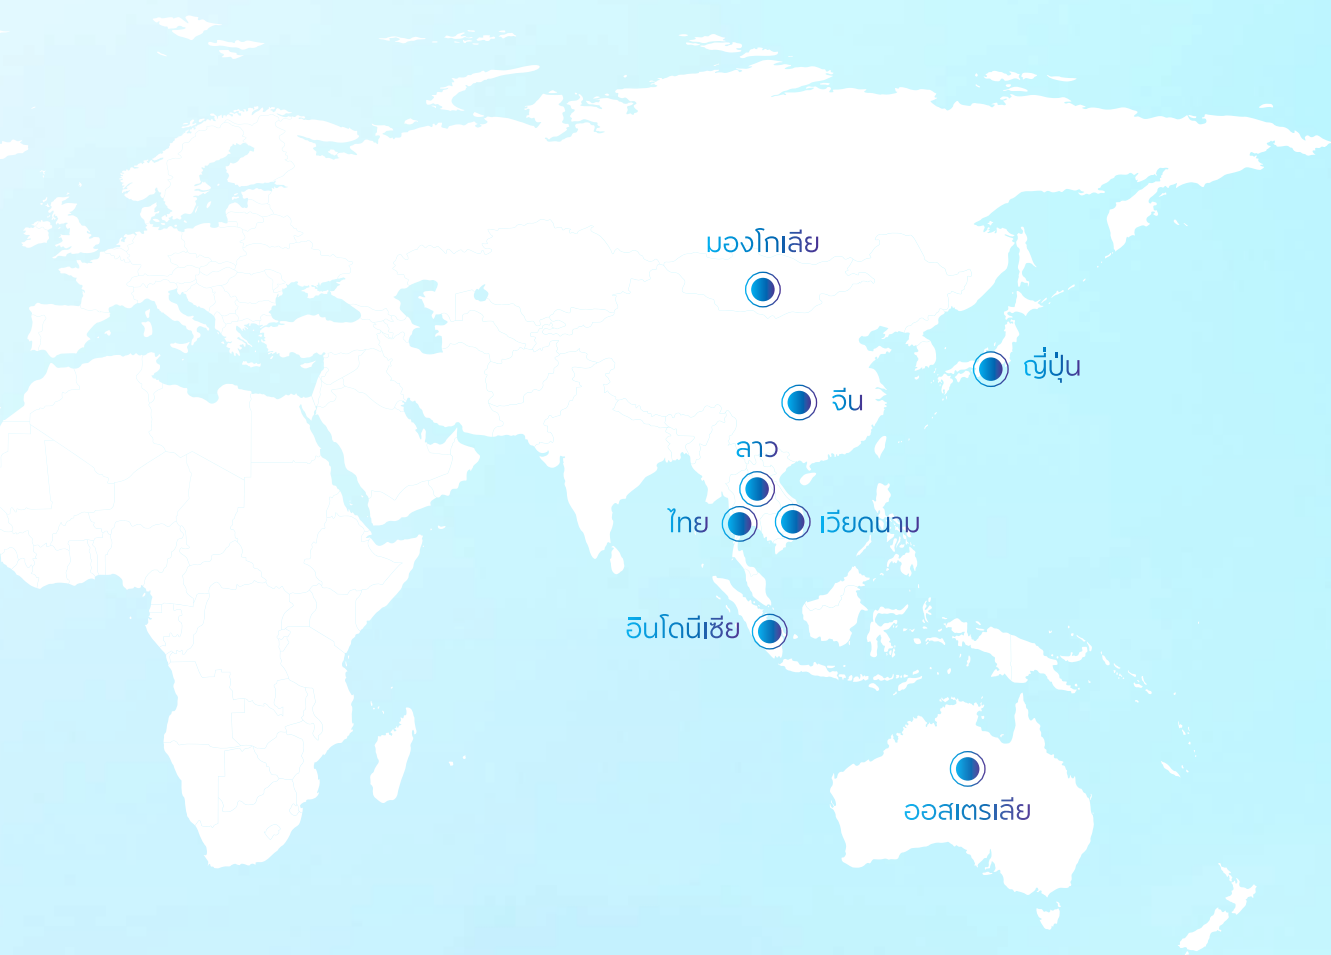 มองโกเลีย
ญี่ปุ่น
จีน
ลาว
ไทย
เวียดนาม
อินโดนีเซีย
ออสเตรเลีย